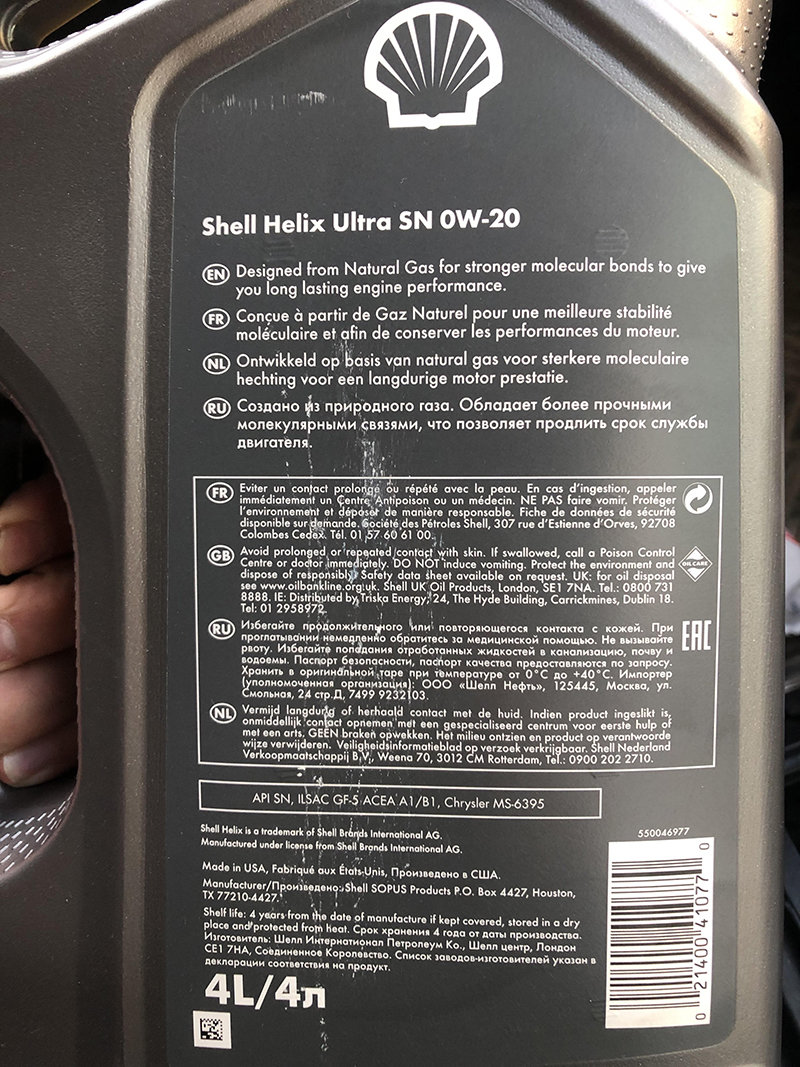 Shell Helix Ultra SN 0W-20
EN Designed from Natural Gas for stronger molecular bonds to give
you long lasting engine performance.
FR Conçue à partir de Gaz Naturel pour une meilleure stabilité
moléculaire et afin de conserver les performances du moteur.
NL Ontwikkeld op basis van natural gas voor sterkere moleculaire
hechting voor een langdurige motor prestatie.
RU Создано из природного газа. Обладает более прочными
молекулярными связями, что позволяет продлить срок службы
двигателя.
FR Eviter un contact prolongé ou répété avec la peau. En cas d'ingestion, appeler
immédiatement un Centre Antipoison ou un médecin. NE PAS faire vomir. Protéger
l'environnement et déposer de manière responsable. Fiche de données de sécurité
disponible sur demande. Société des Pétroles Shell, 307 rue d'Estienne d'Orves, 92708
Colombes Cedex. Tél. 01 57 60 61 00.
GB Avoid prolonged or repeated contact with skin. If swallowed, call a Poison Control
Centre or doctor immediately. DO NOT induce vomiting. Protect the environment and
dispose of responsibly. Safety data sheet available on request. UK: for oil disposal
see www.oilbankline.org.uk. Shell UK Oil Products, London, SE1 7NA. Tel.: 0800 731
8888. IE: Distributed by Triska Energy, 24, The Hyde Building, Carrickmines, Dublin 18.
Tel: 01 2958972.
OIL CARE
RU Избегайте продолжительного или повторяющегося контакта с кожей. При
проглатывании немедленно обратитесь за медицинской помощью. Не вызывайте
рвоту. Избегайте попадания отработанных жидкостей в канализацию, почву и
водоемы. Паспорт безопасности, паспорт качества предоставляются по запросу.
Хранить в оригинальной таре при температуре от 0°C до +40°C. Импортер
(уполномоченная организация): ООО «Шелл Нефть», 125445, Москва, ул.
Смольная, 24 стр.Д, 7499 9232103.
EAC
NL Vermijd langdurig of herhaald contact met de huid. Indien product ingeslikt is,
onmiddellijk contact opnemen met een gespecialiseerd centrum voor eerste hulp of
met een arts. GEEN braken opwekken. Het milieu ontzien en product op verantwoorde
wijze verwijderen. Veiligheidsinformatieblad op verzoek verkrijgbaar. Shell Nederland
Verkoopmaatschappij B.V., Weena 70, 3012 CM Rotterdam, Tel.: 0900 202 2710.
API SN, ILSAC GF-5 ACEA A1/B1, Chrysler MS-6395
Shell Helix is a trademark of Shell Brands International AG.
Manufactured under license from Shell Brands International AG.
Made in USA, Fabriqué aux États-Unis, Произведено в США.
Manufacturer/Произведено: Shell SOPUS Products P.O. Box 4427, Houston,
TX 77210-4427.
Shelf life: 4 years from the date of manufacture if kept covered, stored in a dry
place and protected from heat. Срок хранения 4 года от даты производства.
Изготовитель: Шелл Интернатионал Петролеум Ко., Шелл центр, Лондон
СЕ1 7НА, Соединенное Королевство. Список заводов-изготовителей указан в
декларации соответствия на продукт.
4L/4л
550046977
0 21400 41077 0